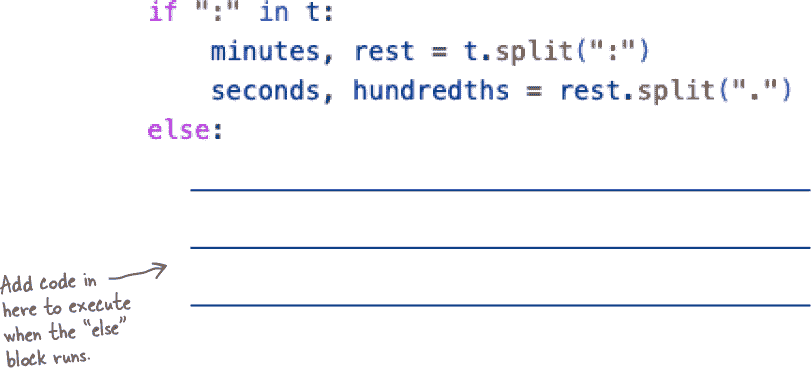 if ":" in t:
minutes, rest = t.split(":")
seconds, hundredths = rest.split(".")
else:
Add code in
here to execute
when the "else"
block runs.